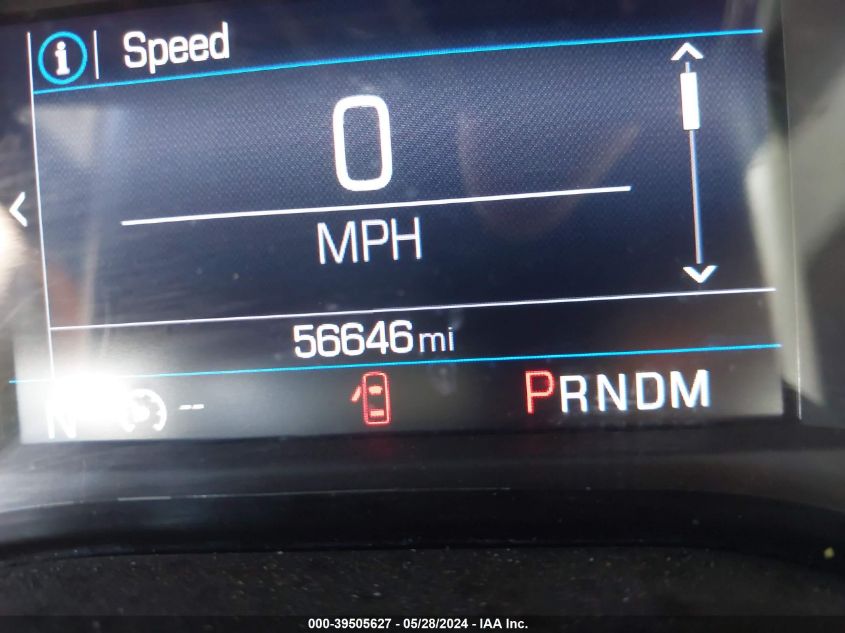 i Speed
0
MPH
56646 mi
N -- PRNDM
000-39505627 - 05/28/2024 - IAA Inc.